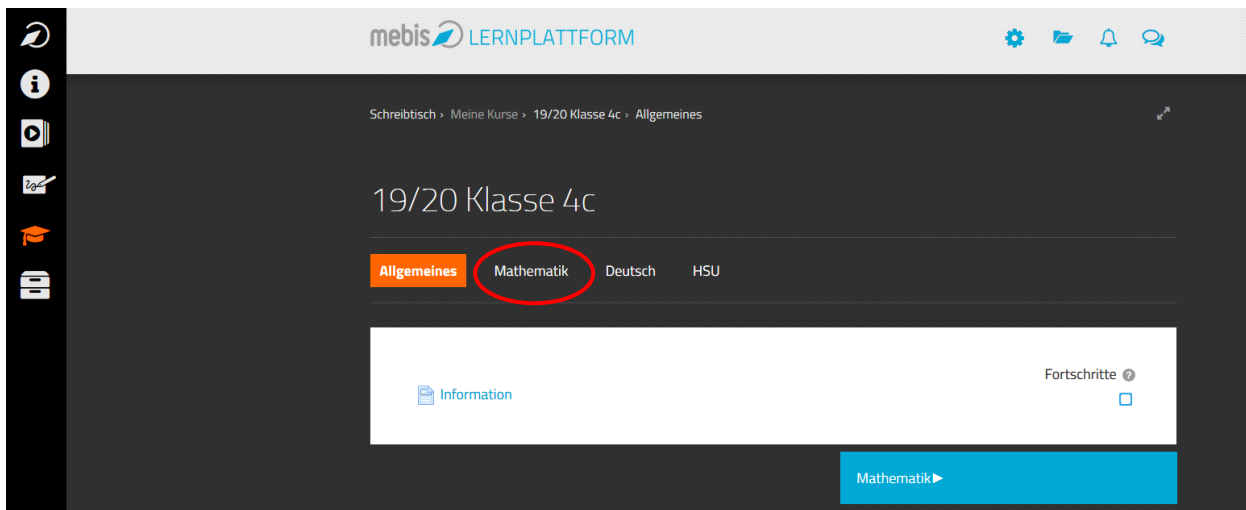 mebis LERNPLATTFORM
Schreibtisch › Meine Kurse › 19/20 Klasse 4c › Allgemeines
19/20 Klasse 4c
Allgemeines Mathematik Deutsch HSU
Fortschritte
Information
Mathematik►